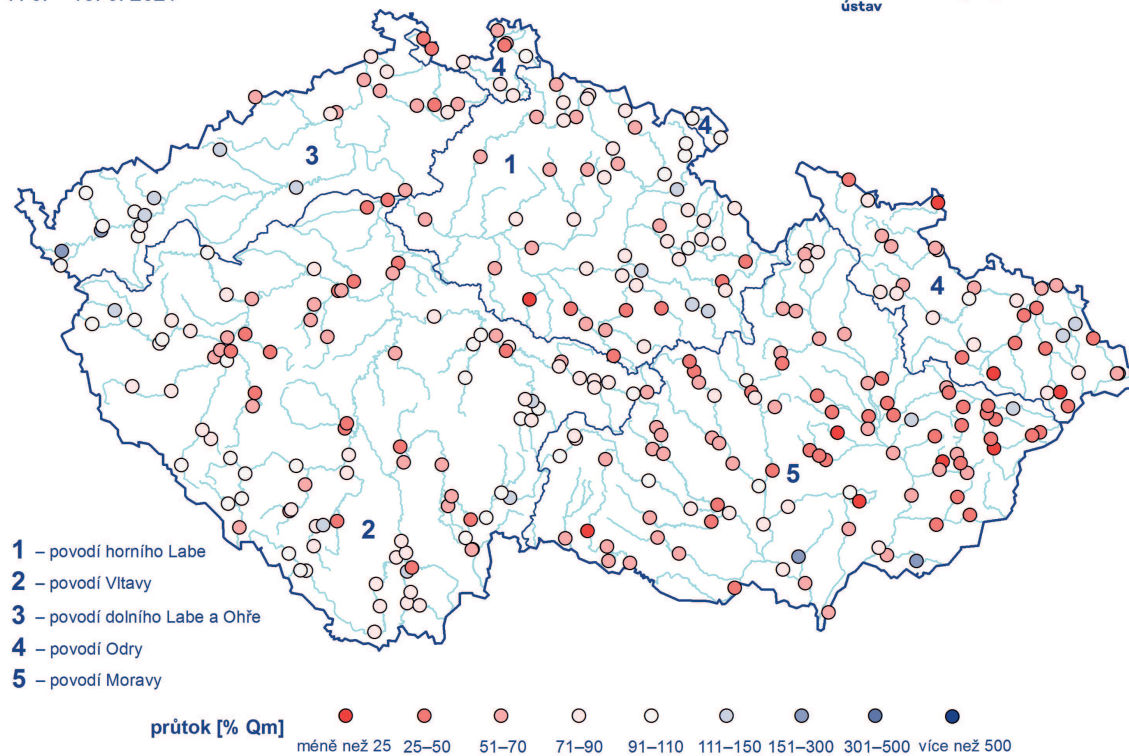 ústav
4
4
3
1
4
5
2
1 – povodí horního Labe
2 – povodí Vltavy
3 – povodí dolního Labe a Ohře
4 – povodí Odry
5 – povodí Moravy
průtok [% Qm]
méně než 25 25–50 51–70 71–90 91–110 111–150 151–300 301–500 více než 500